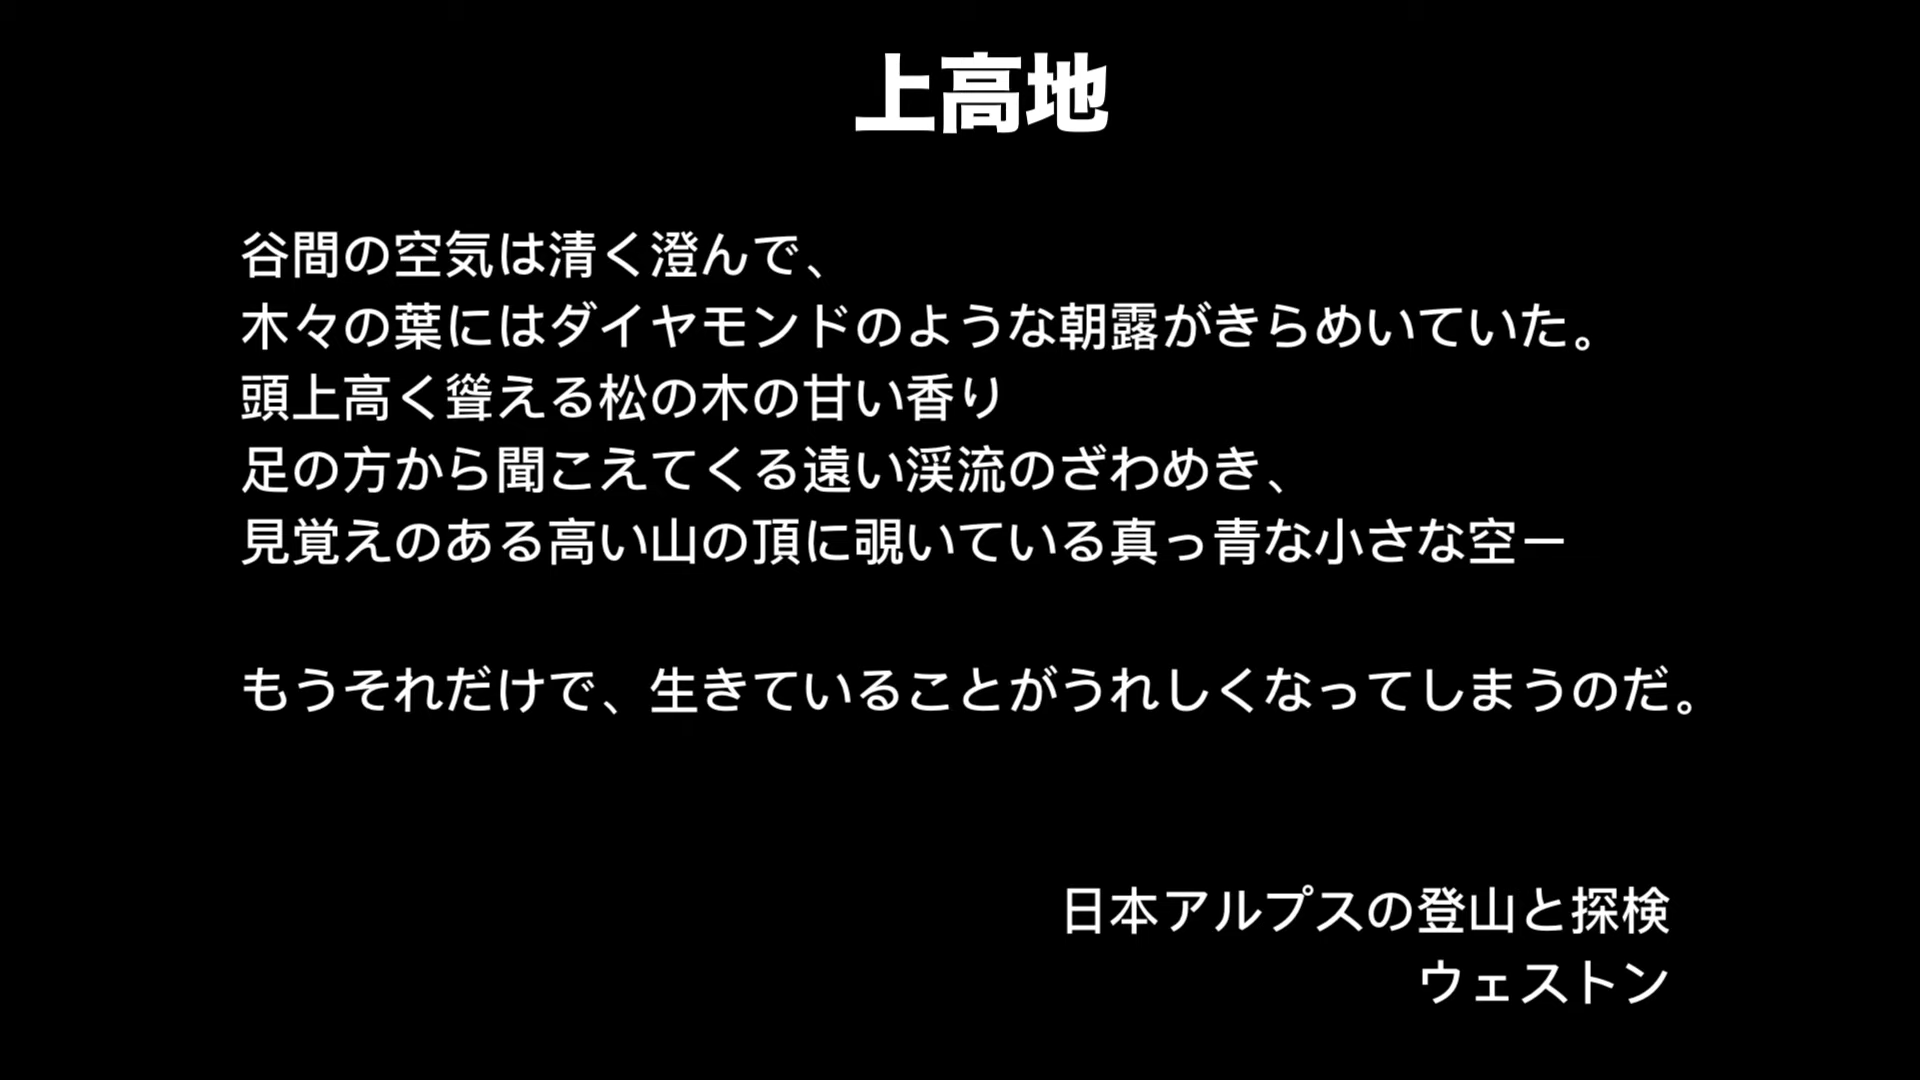 上高地
谷間の空気は清く澄んで、
木々の葉にはダイヤモンドのような朝露がきらめいていた。
頭上高く聳える松の木の甘い香り
足の方から聞こえてくる遠い渓流のざわめき、
見覚えのある高い山の頂に覗いている真っ青な小さな空ー
もうそれだけで、生きていることがうれしくなってしまうのだ。
日本アルプスの登山と探検
ウェストン